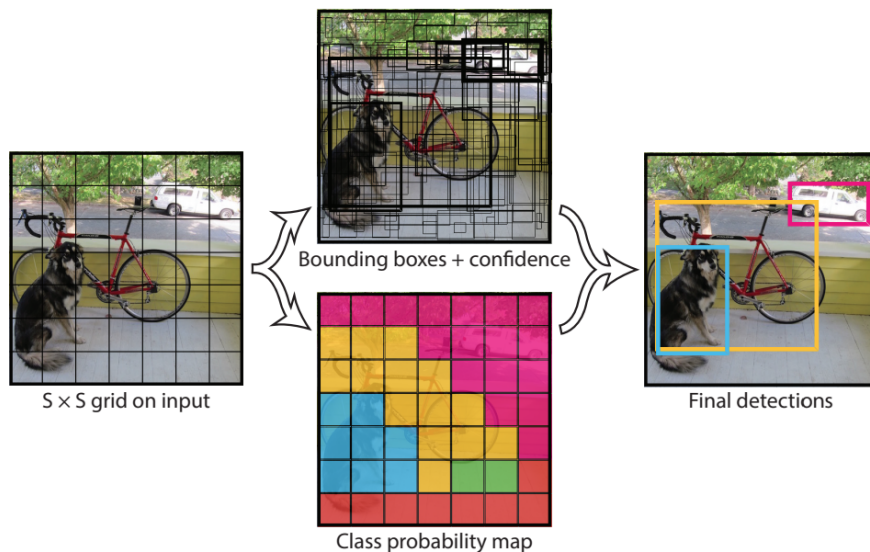 Bounding boxes + confidence
S × S grid on input
Final detections
Class probability map